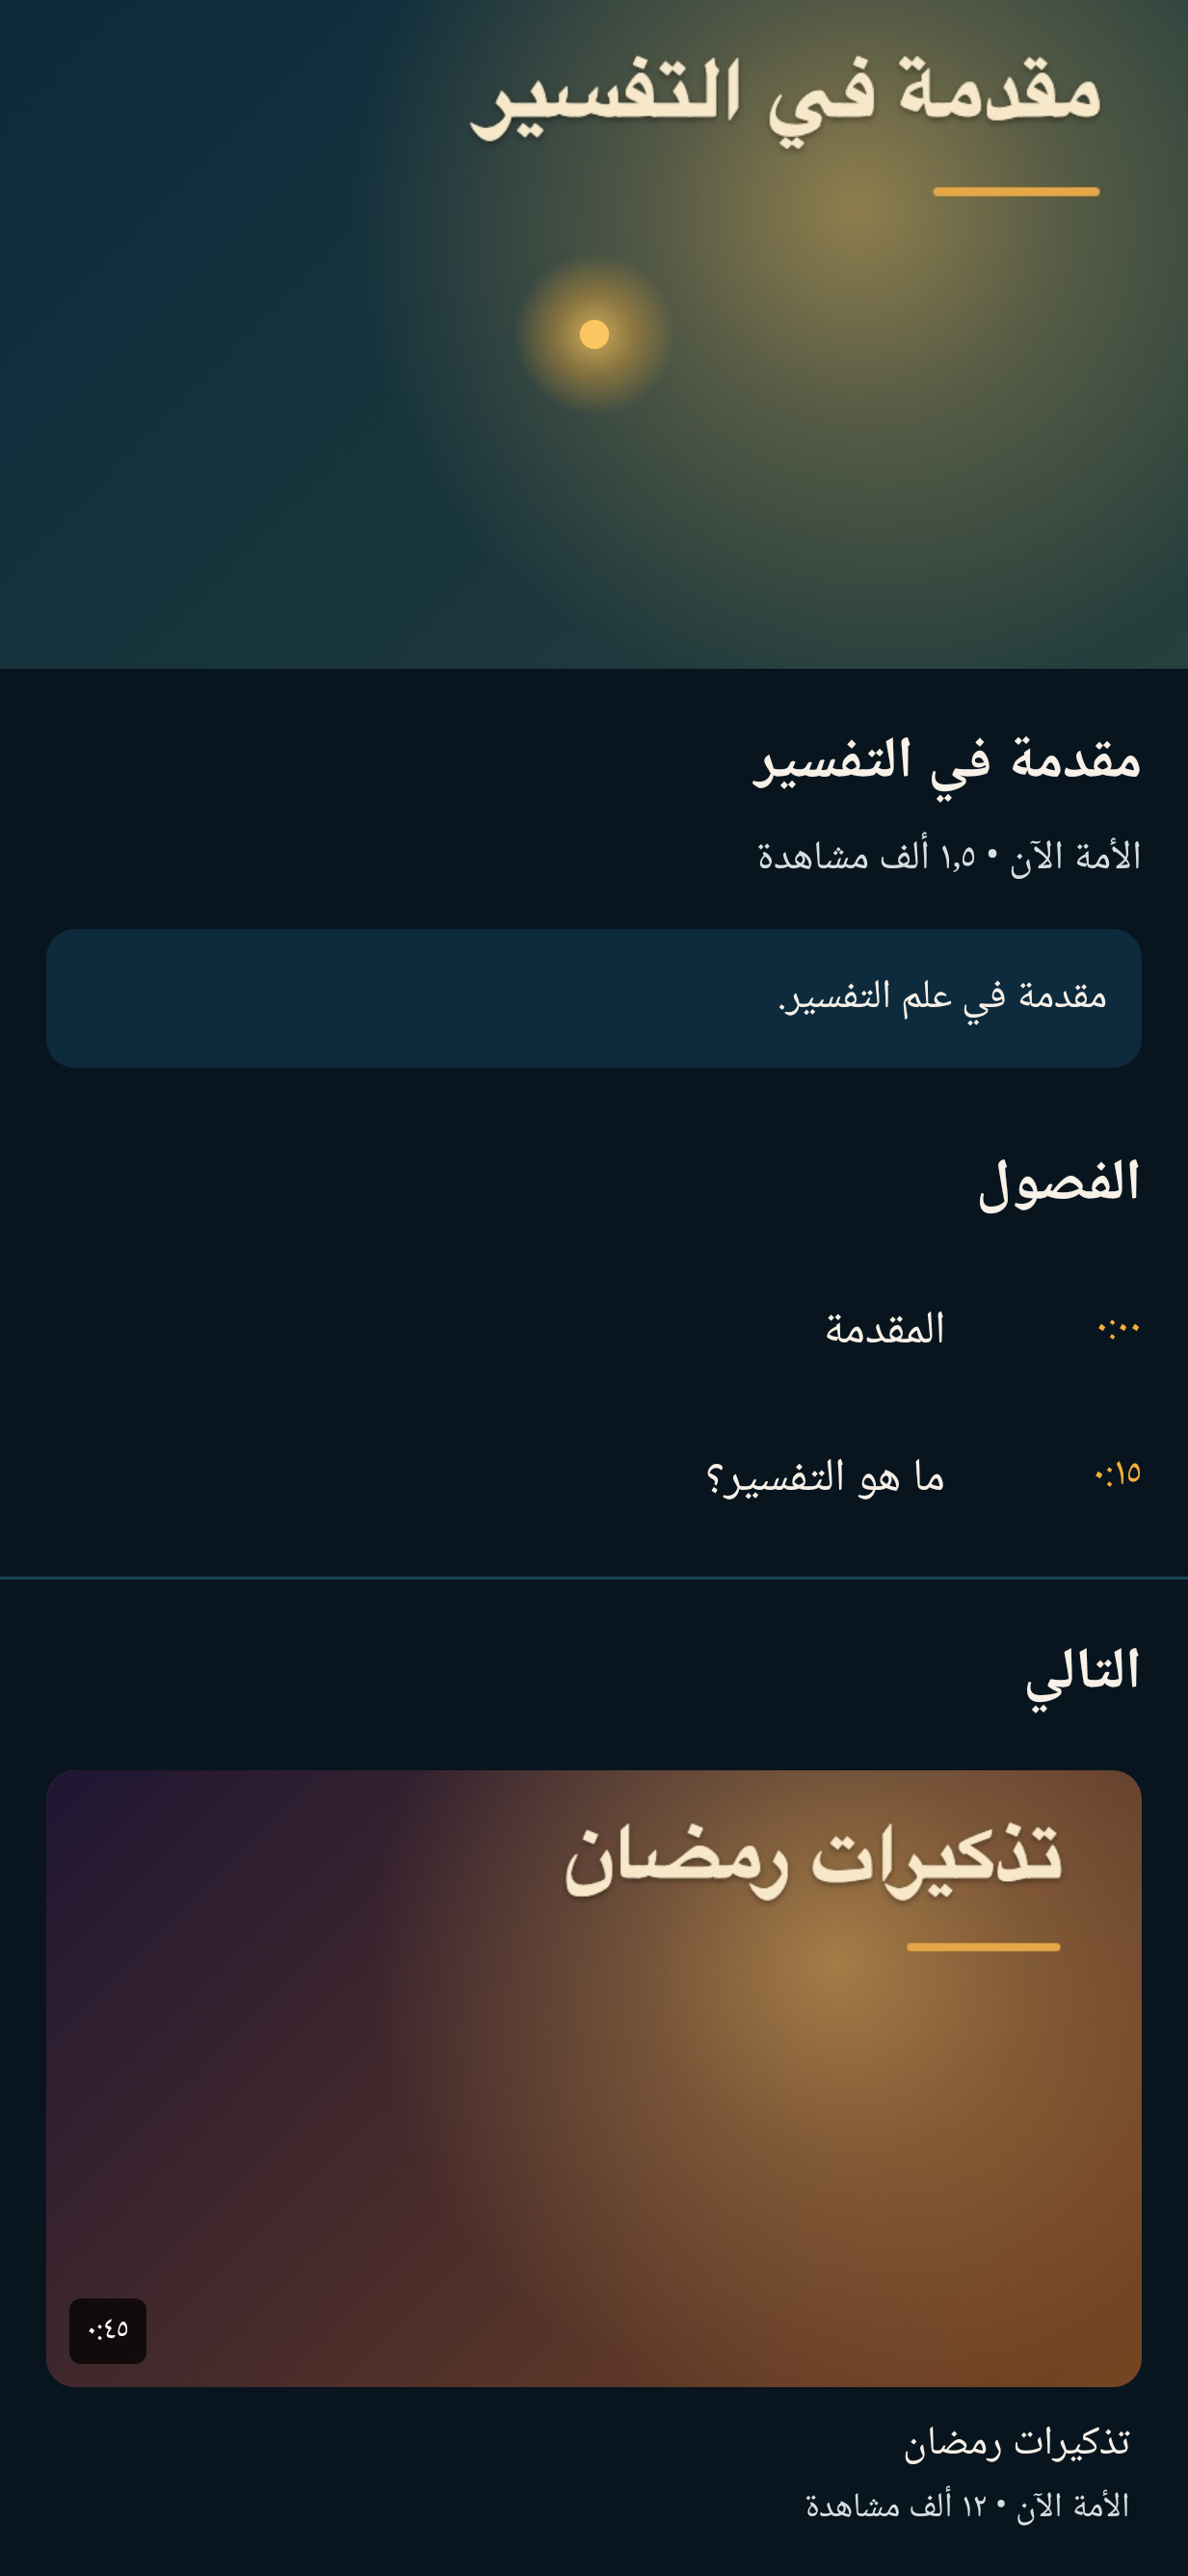 مقدمة في التفسير
مقدمة في التفسير
الأمة الآن • ١٫٥ ألف مشاهدة
مقدمة في علم التفسير.
الفصول
٠:٠٠ المقدمة
٠:١٥ ما هو التفسير؟
التالي
تذكيرات رمضان
٠:٤٥
تذكيرات رمضان
الأمة الآن • ١٢ ألف مشاهدة